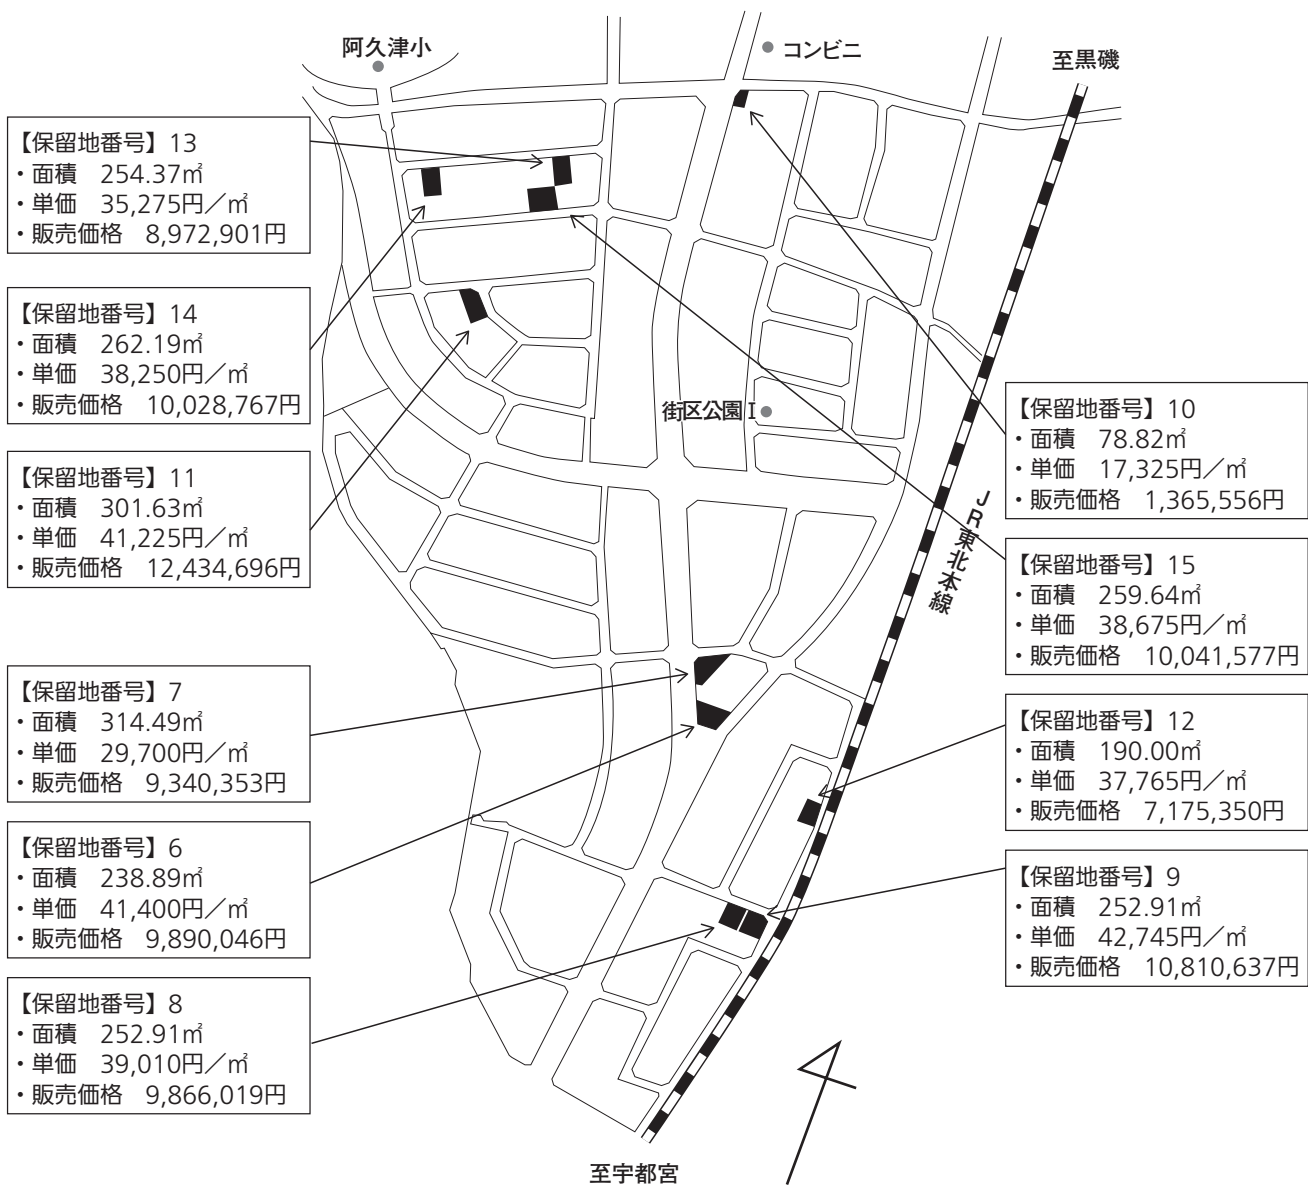 阿久津小
コンビニ
至黒磯
【保留地番号】13
・面積　254.37㎡
・単価　35,275円／㎡
・販売価格　8,972,901円
【保留地番号】14
・面積　262.19㎡
・単価　38,250円／㎡
・販売価格　10,028,767円
【保留地番号】11
・面積　301.63㎡
・単価　41,225円／㎡
・販売価格　12,434,696円
【保留地番号】7
・面積　314.49㎡
・単価　29,700円／㎡
・販売価格　9,340,353円
【保留地番号】6
・面積　238.89㎡
・単価　41,400円／㎡
・販売価格　9,890,046円
【保留地番号】8
・面積　252.91㎡
・単価　39,010円／㎡
・販売価格　9,866,019円
街区公園Ⅰ
JR東北本線
【保留地番号】10
・面積　78.82㎡
・単価　17,325円／㎡
・販売価格　1,365,556円
【保留地番号】15
・面積　259.64㎡
・単価　38,675円／㎡
・販売価格　10,041,577円
【保留地番号】12
・面積　190.00㎡
・単価　37,765円／㎡
・販売価格　7,175,350円
【保留地番号】9
・面積　252.91㎡
・単価　42,745円／㎡
・販売価格　10,810,637円
至宇都宮